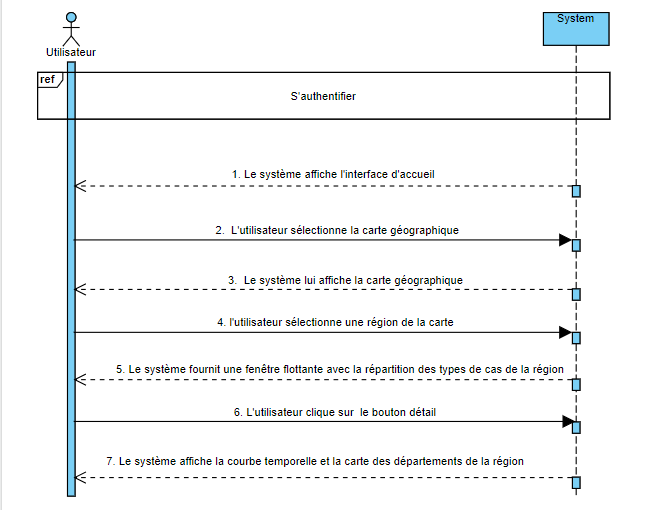 System
Utilisateur
ref
S'authentifier
1. Le système affiche l'interface d'accueil
2. L'utilisateur sélectionne la carte géographique
3. Le système lui affiche la carte géographique
4. l'utilisateur sélectionne une région de la carte
5. Le système fournit une fenêtre flottante avec la répartition des types de cas de la région
6. L'utilisateur clique sur le bouton détail
7. Le système affiche la courbe temporelle et la carte des départements de la région